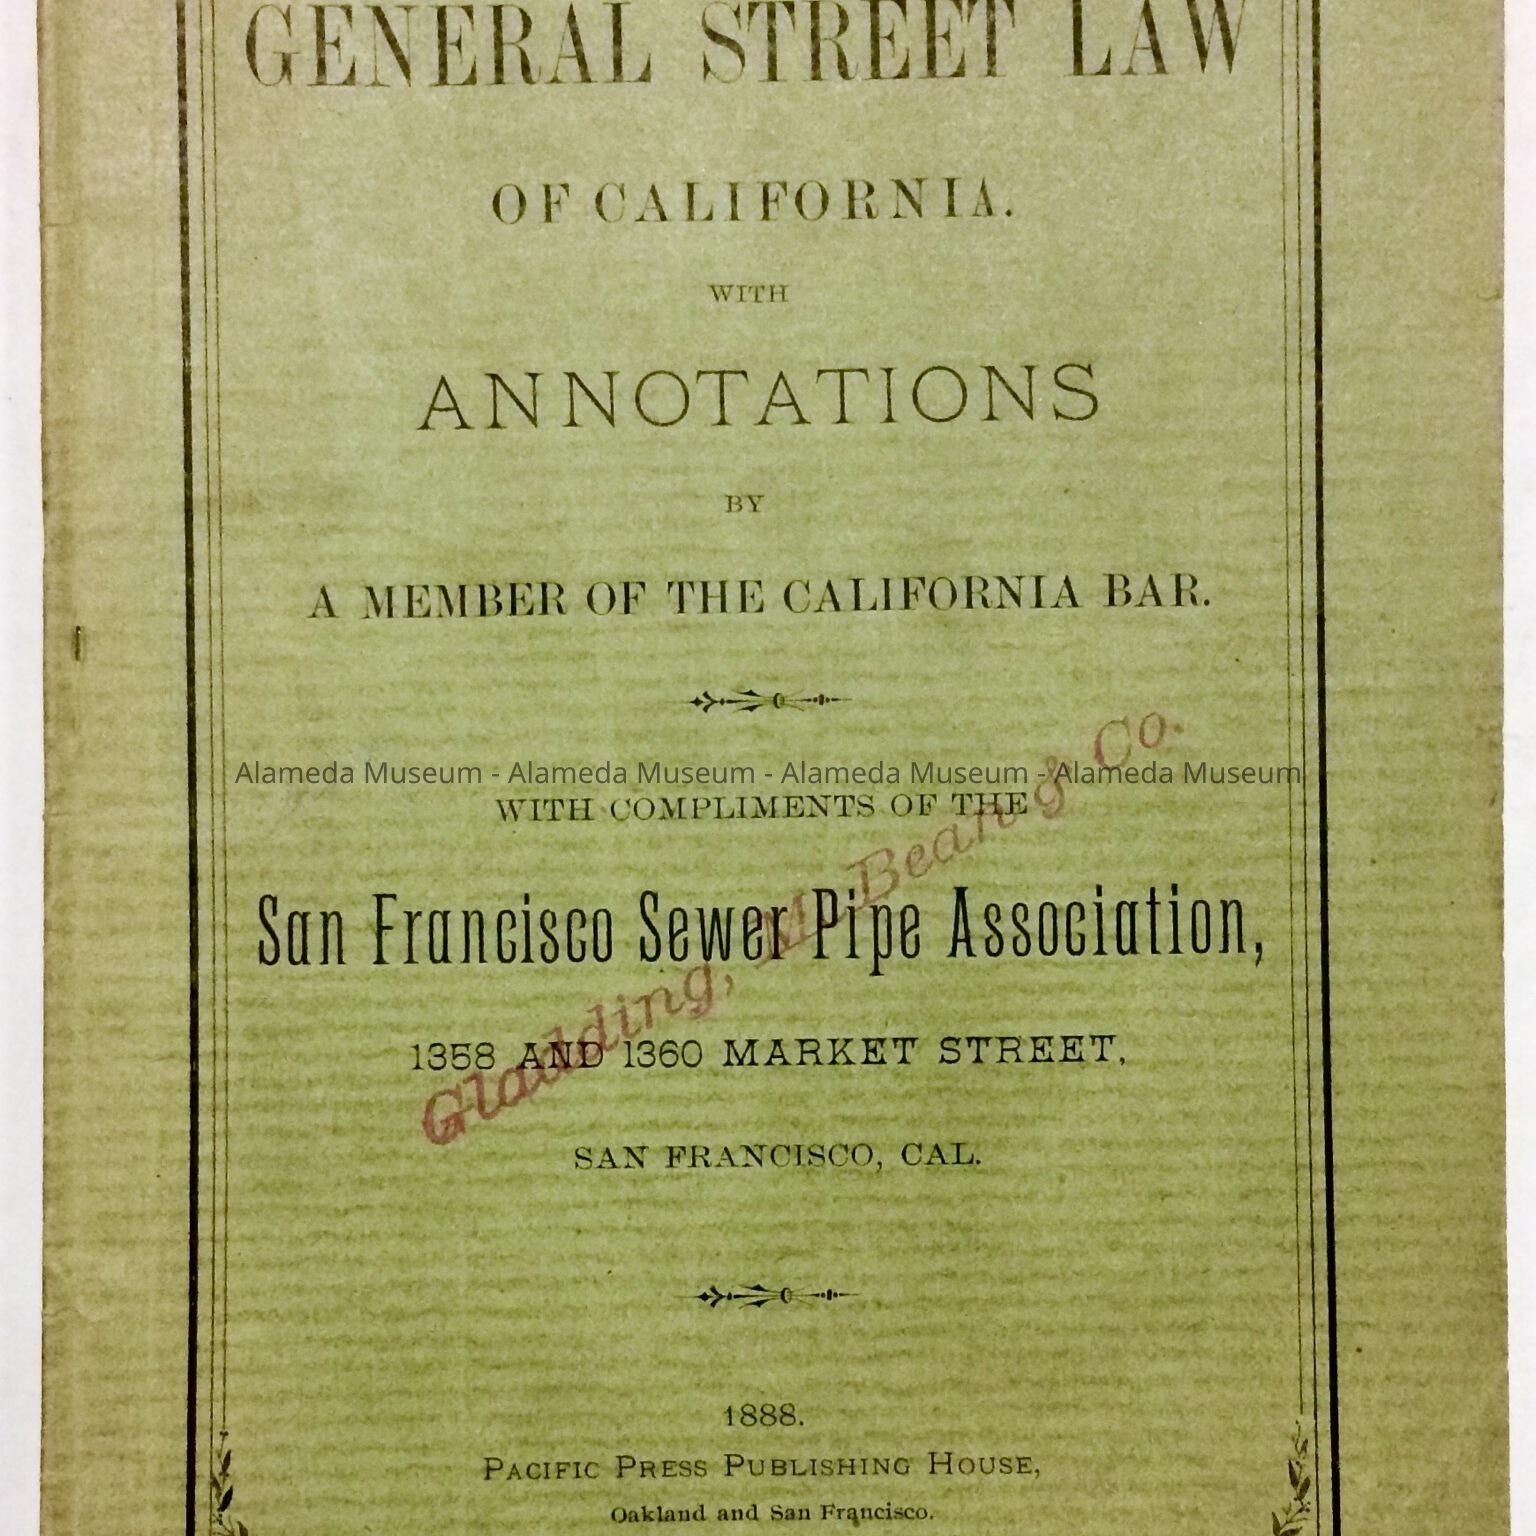 GENERAL STREET LAW
OF CALIFORNIA.
WITH
ANNOTATIONS
BY
A MEMBER OF THE CALIFORNIA BAR.
Alameda Museum - Alameda Museum - Alameda Museum - Alameda Museum
WITH COMPLIMENTS OF THE
San Francisco Sewer Pipe Association,
1358 AND 1360 MARKET STREET,
SAN FRANCISCO, CAL.
Gladding, Bean & Co.
1888.
PACIFIC PRESS PUBLISHING HOUSE,
Oakland and San Francisco.